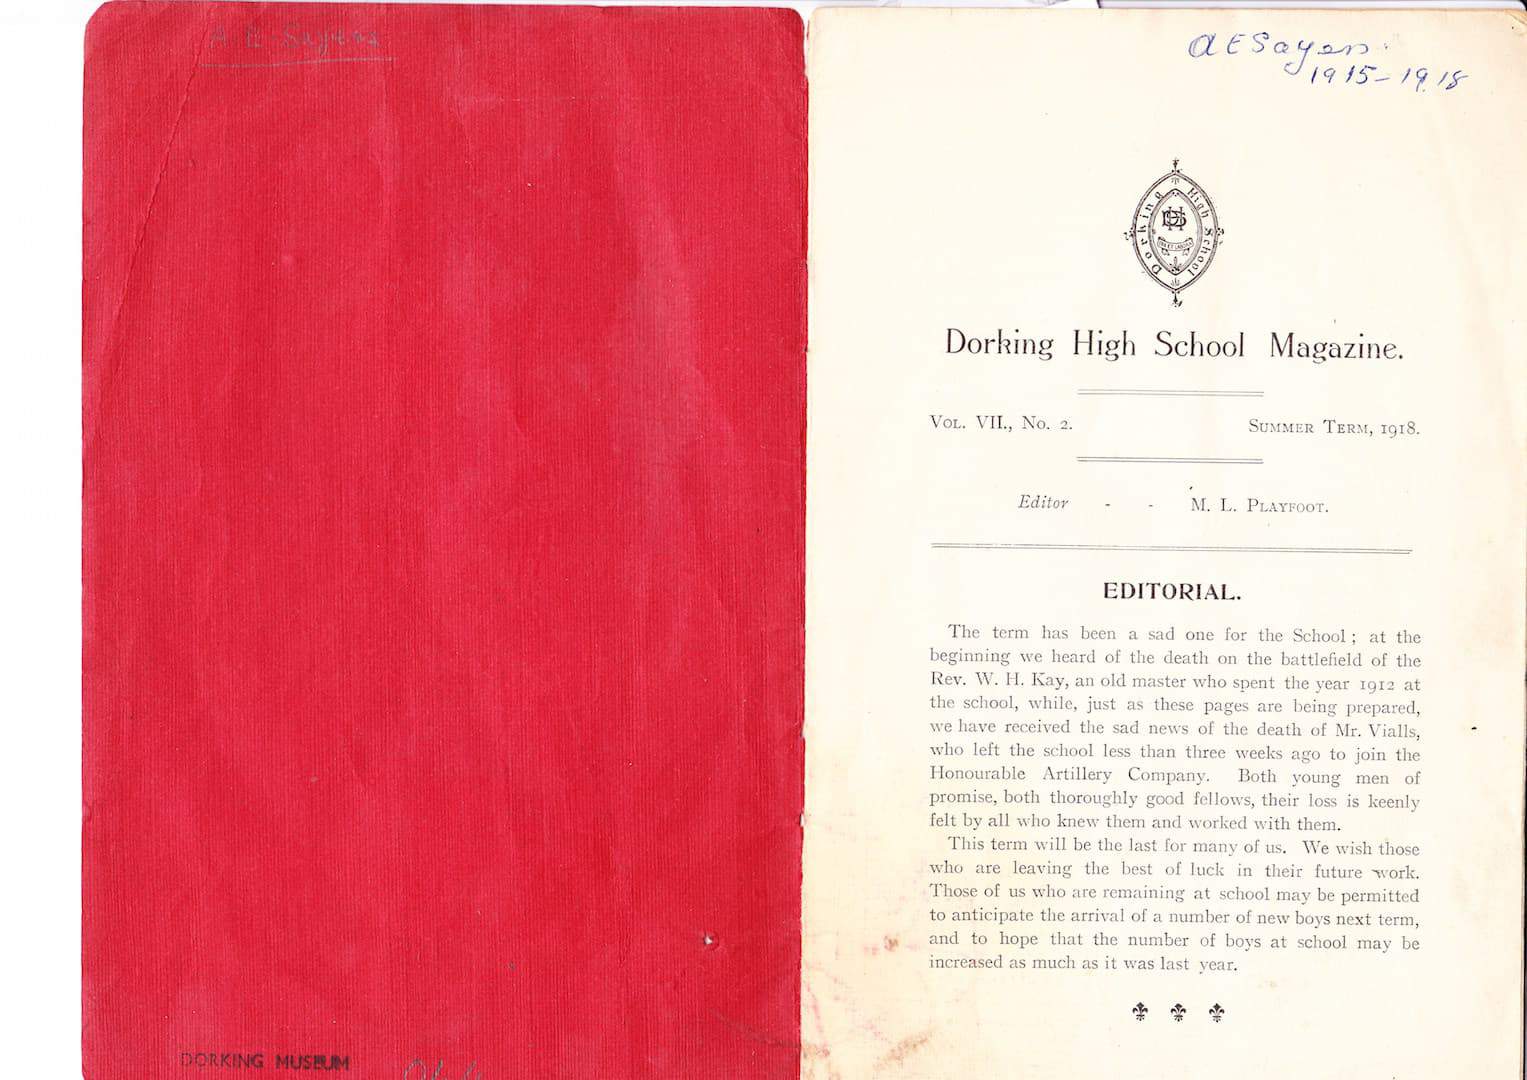 A E Sayers
DORKING MUSEUM
A E Sayers
1915-1918
Dorking High School
DHS
Dorking High School Magazine.
VOL. VII., No. 2. SUMMER TERM, 1918.
Editor - - M. L. PLAYFOOT.
EDITORIAL.
The term has been a sad one for the School; at the
beginning we heard of the death on the battlefield of the
Rev. W. H. Kay, an old master who spent the year 1912 at
the school, while, just as these pages are being prepared,
we have received the sad news of the death of Mr. Vialls,
who left the school less than three weeks ago to join the
Honourable Artillery Company. Both young men of
promise, both thoroughly good fellows, their loss is keenly
felt by all who knew them and worked with them.
This term will be the last for many of us. We wish those
who are leaving the best of luck in their future work.
Those of us who are remaining at school may be permitted
to anticipate the arrival of a number of new boys next term,
and to hope that the number of boys at school may be
increased as much as it was last year.